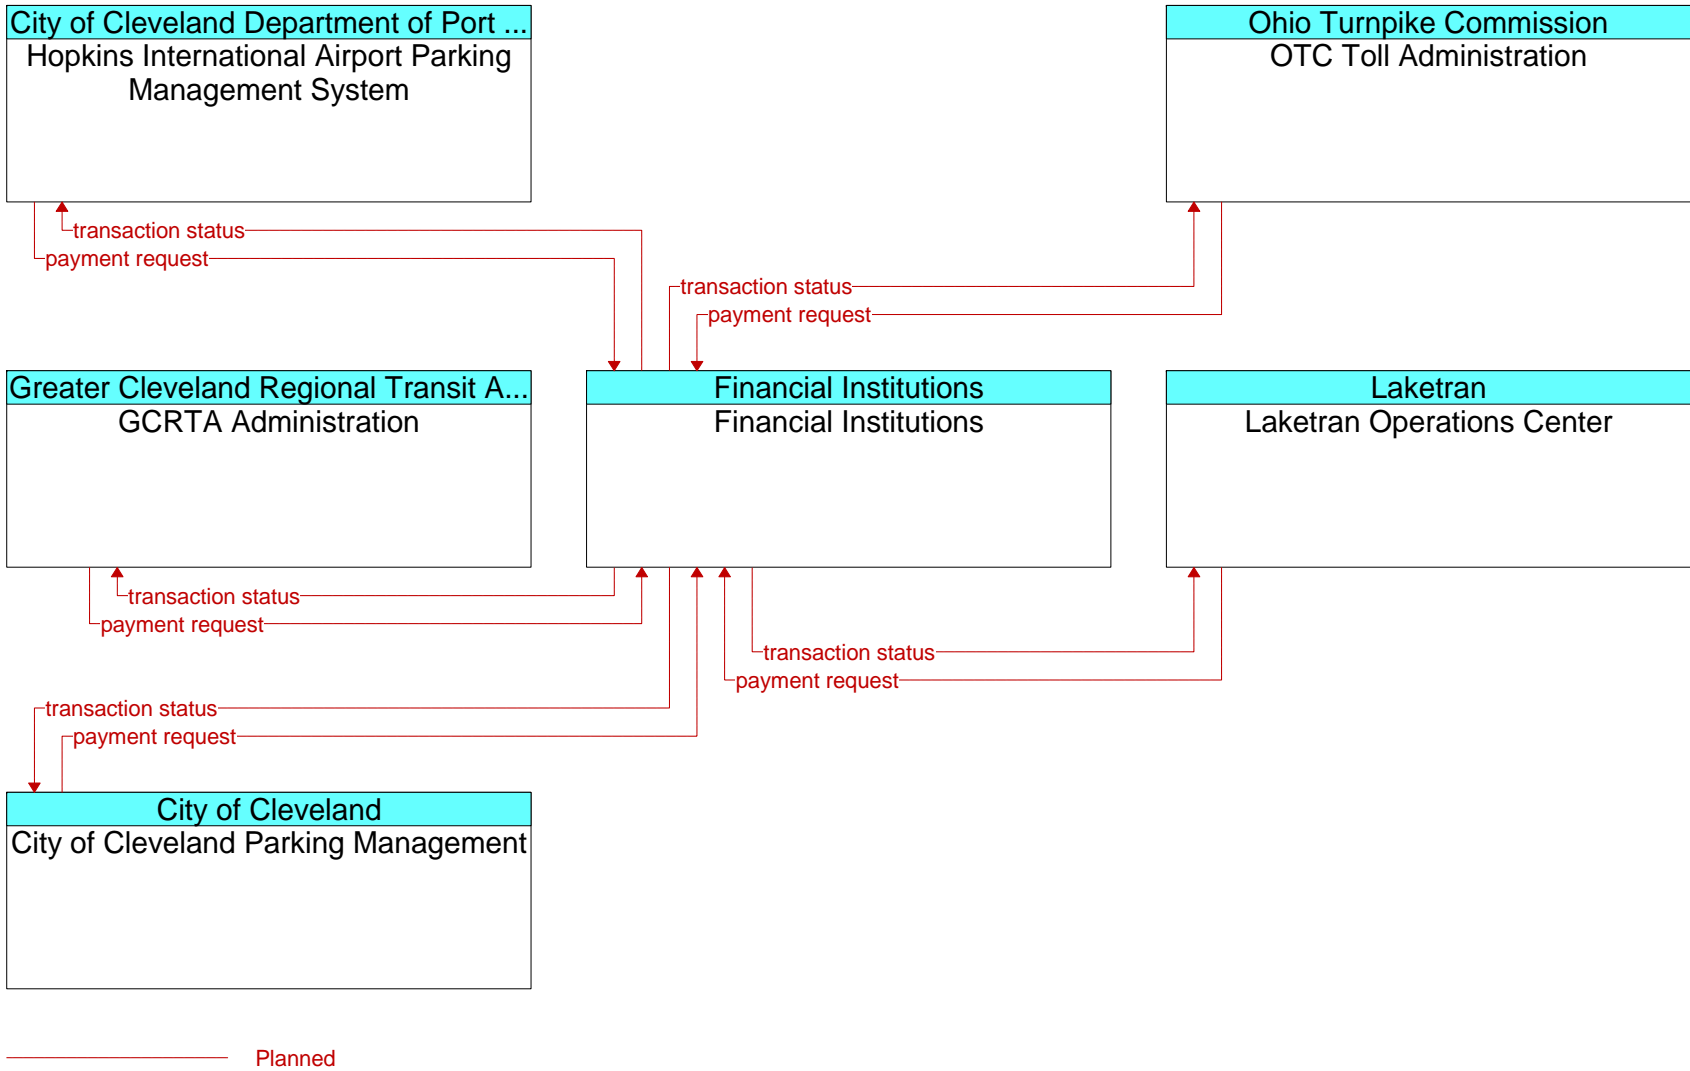 City of Cleveland Department of Port ...
Hopkins International Airport Parking
Management System
Ohio Turnpike Commission
OTC Toll Administration
transaction status
payment request
transaction status
payment request
Greater Cleveland Regional Transit A...
GCRTA Administration
Financial Institutions
Financial Institutions
Laketran
Laketran Operations Center
transaction status
payment request
transaction status
payment request
transaction status
payment request
City of Cleveland
City of Cleveland Parking Management
Planned